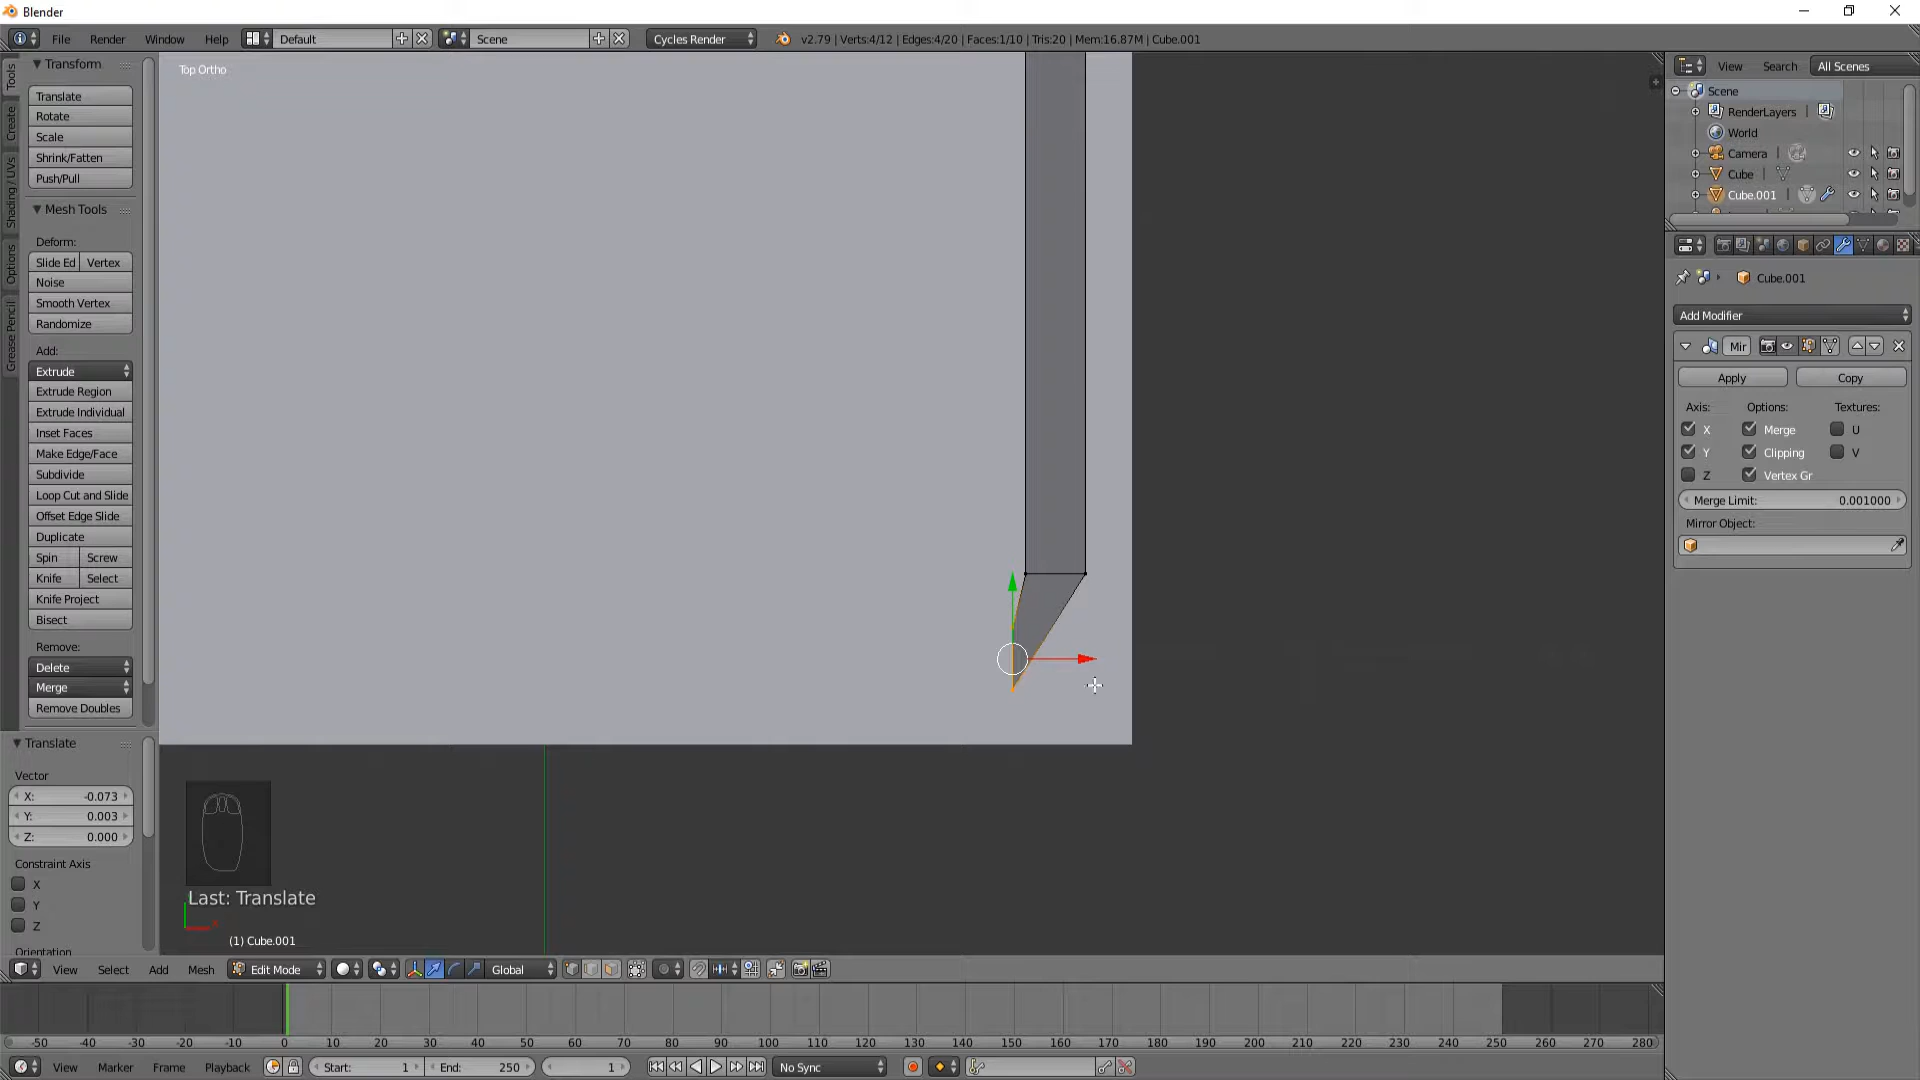 Blender
File Render Window Help Default Scene Cycles Render v2.79 | Verts:4/12 | Edges:4/20 | Faces:1/10 | Tris:20 | Mem:16.87M | Cube.001
Top Ortho
Tools
Create
Shading / UVs
Options
Grease Pencil
Transform
Translate
Rotate
Scale
Shrink/Fatten
Push/Pull
Mesh Tools
Deform:
Slide Ed Vertex
Noise
Smooth Vertex
Randomize
Add:
Extrude
Extrude Region
Extrude Individual
Inset Faces
Make Edge/Face
Subdivide
Loop Cut and Slide
Offset Edge Slide
Duplicate
Spin Screw
Knife Select
Knife Project
Bisect
Remove:
Delete
Merge
Remove Doubles
Translate
Vector
X: -0.073
Y: 0.003
Z: 0.000
Constraint Axis
X
Y
Z
Orientation
Last: Translate
(1) Cube.001
View Select Add Mesh Edit Mode Global
-50 -40 -30 -20 -10 0 10 20 30 40 50 60 70 80 90 100 110 120 130 140 150 160 170 180 190 200 210 220 230 240 250 260 270 280
View Marker Frame Playback Start: 1 End: 250 1 No Sync
View Search All Scenes
Scene
RenderLayers
World
Camera
Cube
Cube.001
Cube.001
Add Modifier
Mir
Apply Copy
Axis: Options: Textures:
X Merge U
Y Clipping V
Z Vertex Gr
Merge Limit: 0.001000
Mirror Object: